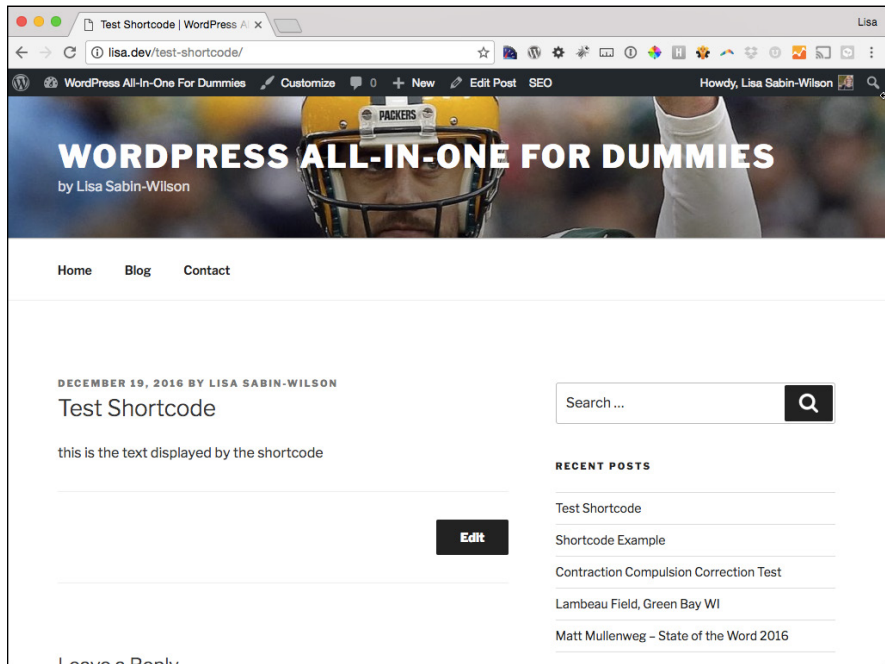 Test Shortcode | WordPress Al
Lisa
lisa.dev/test-shortcode/
WordPress All-In-One For Dummies Customize 0 + New Edit Post SEO Howdy, Lisa Sabin-Wilson
PACKERS
WORDPRESS ALL-IN-ONE FOR DUMMIES
by Lisa Sabin-Wilson
Home Blog Contact
DECEMBER 19, 2016 BY LISA SABIN-WILSON
Test Shortcode
this is the text displayed by the shortcode
Edit
Leave a Reply
Search ...
RECENT POSTS
Test Shortcode
Shortcode Example
Contraction Compulsion Correction Test
Lambeau Field, Green Bay WI
Matt Mullenweg – State of the Word 2016